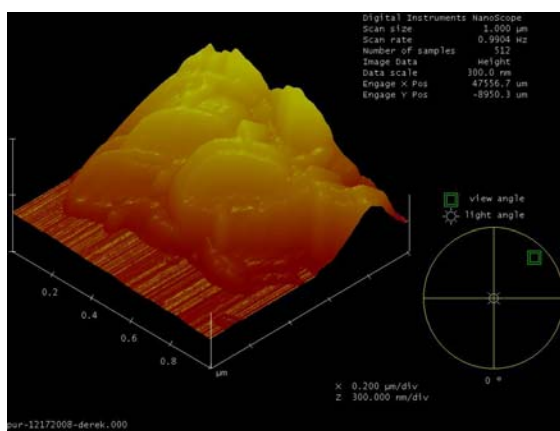 Digital Instruments NanoScope
Scan size 1.000 µm
Scan rate 0.9904 Hz
Number of samples 512
Image Data Height
Data scale 300.0 nm
Engage X Pos 47556.7 um
Engage Y Pos -8950.3 um
view angle
light angle
0.2
0.4
0.6
0.8
µm
0 °
X 0.200 µm/div
Z 300.000 nm/div
pur-12172008-derek.000